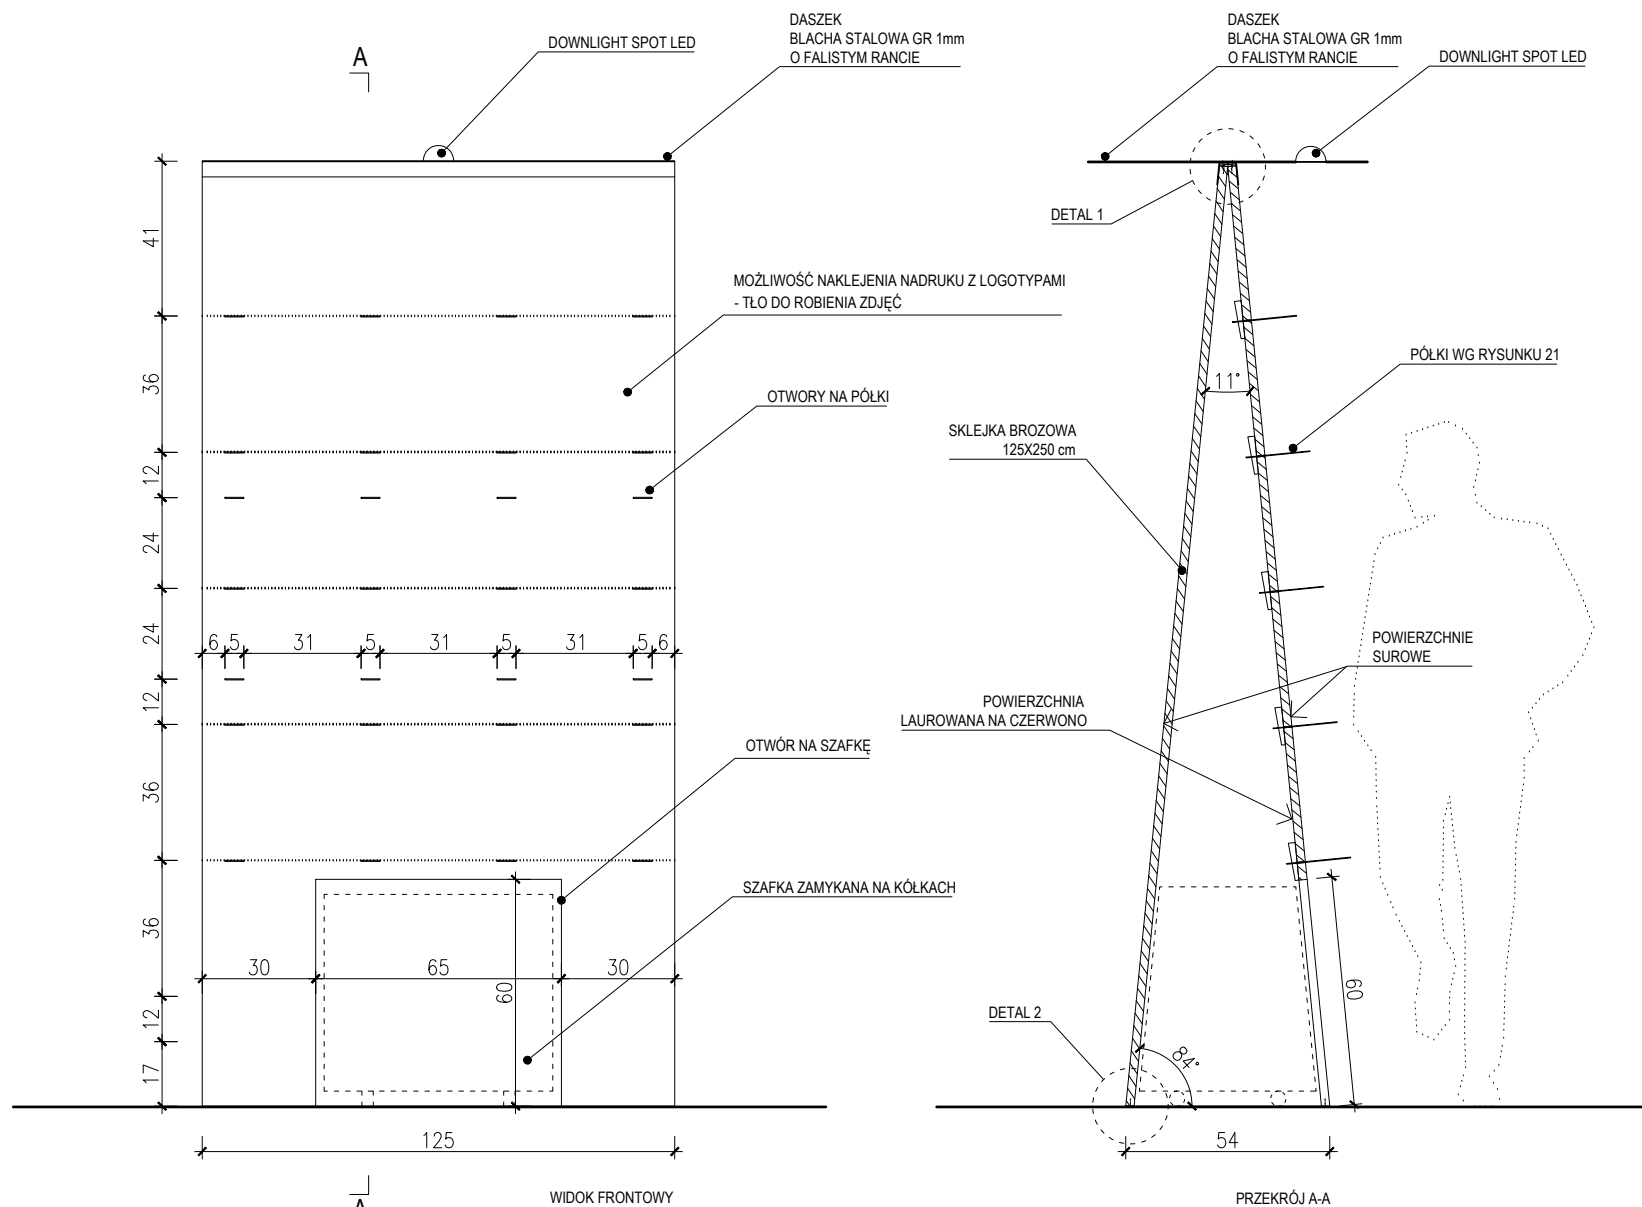 A
DOWNLIGHT SPOT LED
DASZEK
BLACHA STALOWA GR 1mm
O FALISTYM RANCIE
41
36
12
24
24
12
36
36
12
17
MOŻLIWOŚĆ NAKLEJENIA NADRUKU Z LOGOTYPAMI
- TŁO DO ROBIENIA ZDJĘĆ
OTWORY NA PÓŁKI
6 5 31 5 31 5 31 5 6
OTWÓR NA SZAFKĘ
SZAFKA ZAMYKANA NA KÓŁKACH
30 65 30
60
125
A
WIDOK FRONTOWY
DASZEK
BLACHA STALOWA GR 1mm
O FALISTYM RANCIE
DOWNLIGHT SPOT LED
DETAL 1
PÓŁKI WG RYSUNKU 21
11°
SKLEJKA BROZOWA
125X250 cm
POWIERZCHNIE
SUROWE
POWIERZCHNIA
LAUROWANA NA CZERWONO
60
DETAL 2
84°
54
PRZEKRÓJ A-A